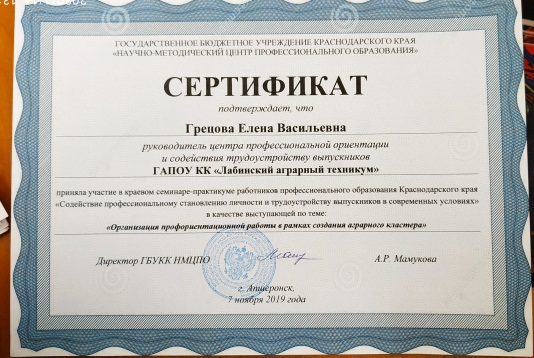 ГОСУДАРСТВЕННОЕ БЮДЖЕТНОЕ УЧРЕЖДЕНИЕ КРАСНОДАРСКОГО КРАЯ
«НАУЧНО-МЕТОДИЧЕСКИЙ ЦЕНТР ПРОФЕССИОНАЛЬНОГО ОБРАЗОВАНИЯ»
СЕРТИФИКАТ
подтверждает, что
Грецова Елена Васильевна
руководитель центра профессиональной ориентации
и содействия трудоустройству выпускников
ГАПОУ КК «Лабинский аграрный техникум»
приняла участие в краевом семинаре-практикуме работников профессионального образования Краснодарского края
«Содействие профессиональному становлению личности и трудоустройству выпускников в современных условиях»
в качестве выступающей по теме:
«Организация профориентационной работы в рамках создания аграрного кластера»
Директор ГБУКК НМЦПО
А.Р. Мамукова
г. Апшеронск,
7 ноября 2019 года